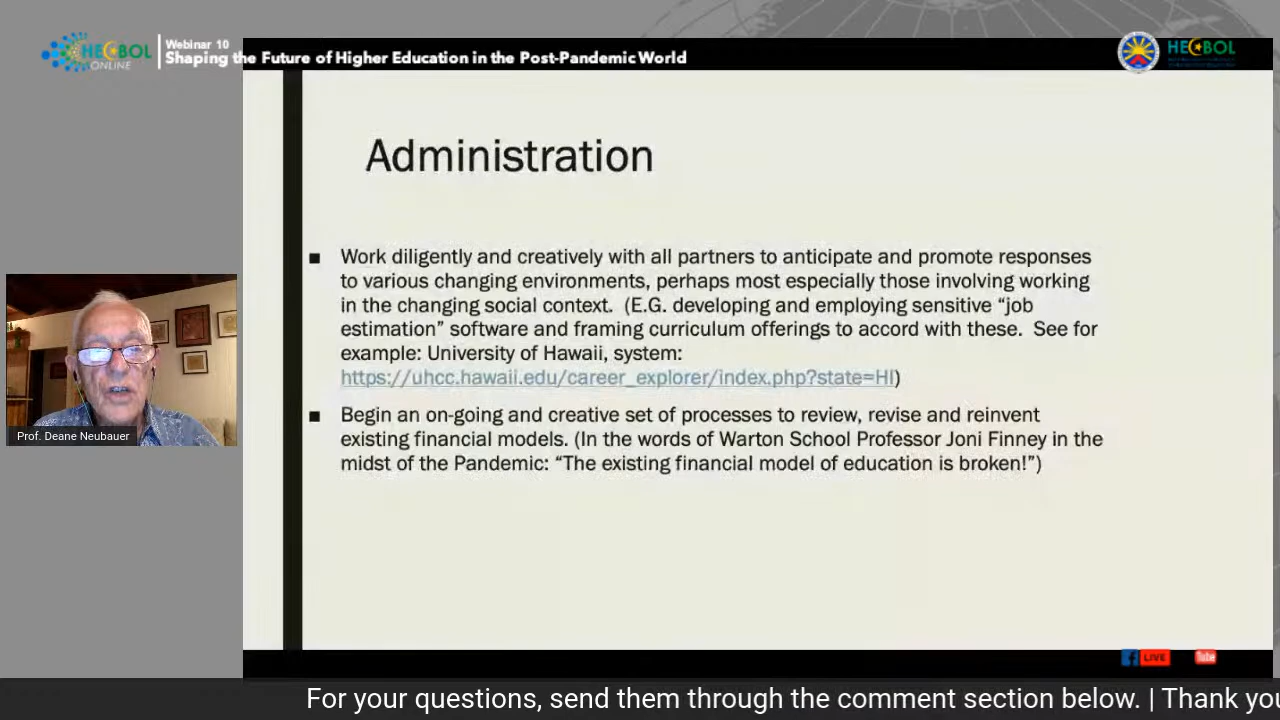 HECBOL
ONLINE
Webinar 10
Shaping the Future of Higher Education in the Post-Pandemic World
HECBOL
Administration
■ Work diligently and creatively with all partners to anticipate and promote responses
to various changing environments, perhaps most especially those involving working
in the changing social context. (E.G. developing and employing sensitive “job
estimation” software and framing curriculum offerings to accord with these. See for
example: University of Hawaii, system:
https://uhcc.hawaii.edu/career_explorer/index.php?state=HI)
■ Begin an on-going and creative set of processes to review, revise and reinvent
existing financial models. (In the words of Warton School Professor Joni Finney in the
midst of the Pandemic: “The existing financial model of education is broken!”)
Prof. Deane Neubauer
LIVE
Tube
For your questions, send them through the comment section below. | Thank you